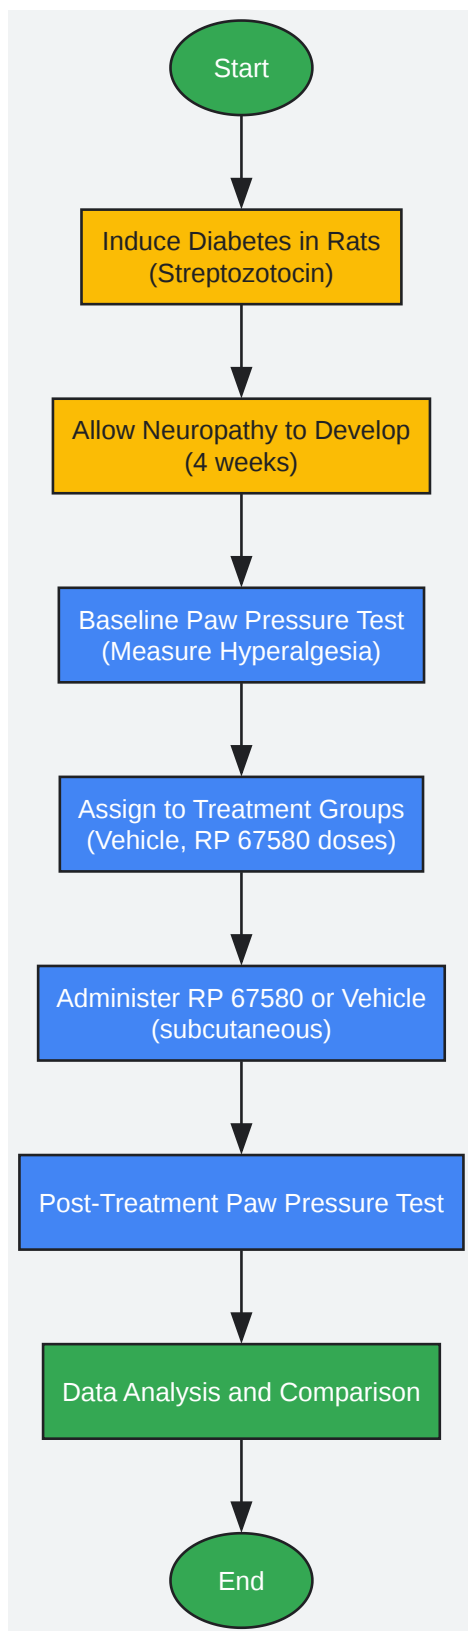 Start
Induce Diabetes in Rats
(Streptozotocin)
Allow Neuropathy to Develop
(4 weeks)
Baseline Paw Pressure Test
(Measure Hyperalgesia)
Assign to Treatment Groups
(Vehicle, RP 67580 doses)
Administer RP 67580 or Vehicle
(subcutaneous)
Post-Treatment Paw Pressure Test
Data Analysis and Comparison
End